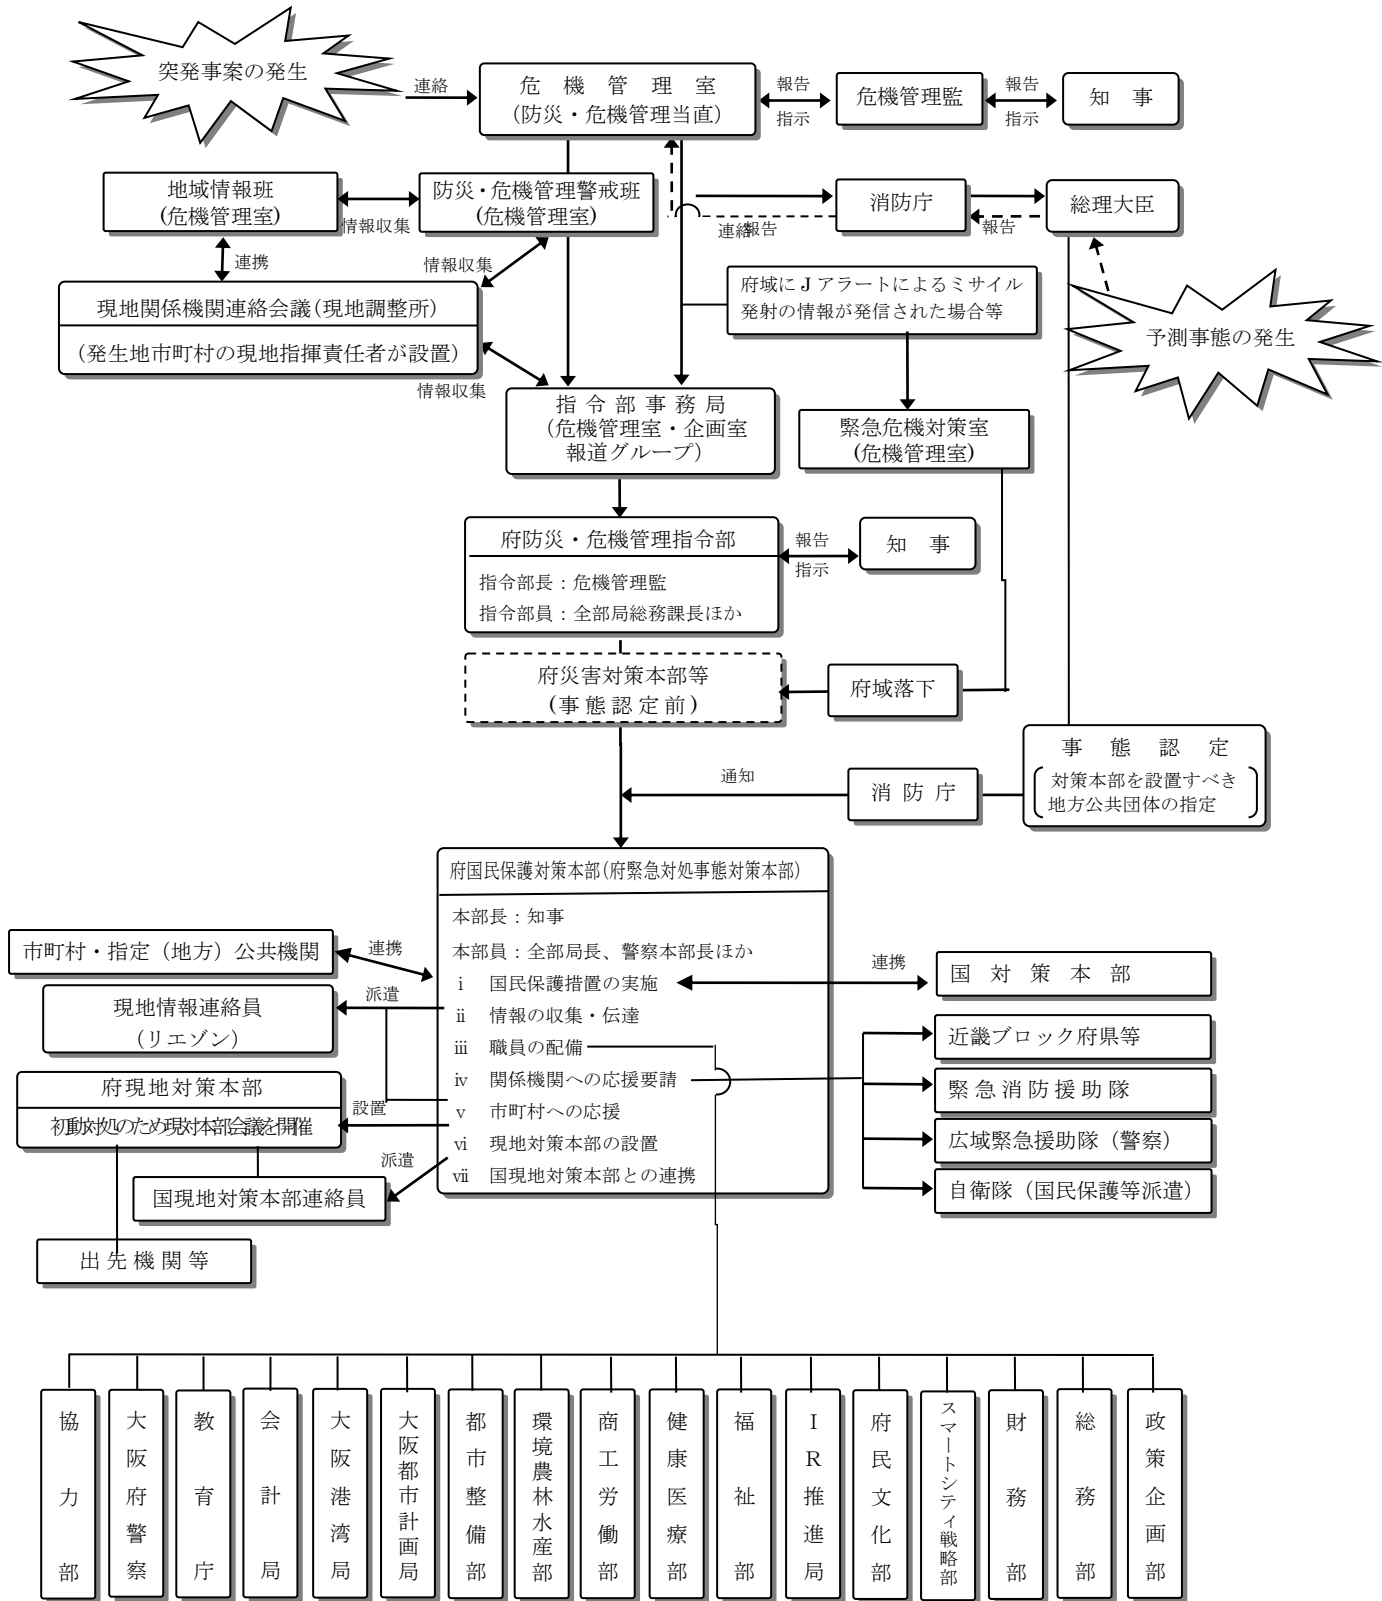 突発事案の発生
連絡
危機管理室
(防災・危機管理当直)
報告
指示
危機管理監
報告
指示
知事
地域情報班
(危機管理室)
情報収集
防災・危機管理警戒班
(危機管理室)
消防庁
総理大臣
連絡
報告
報告
連携
情報収集
現地関係機関連絡会議(現地調整所)
(発生地市町村の現地指揮責任者が設置)
情報収集
府域にJアラートによるミサイル
発射の情報が発信された場合等
予測事態の発生
指令部事務局
(危機管理室・企画室
報道グループ)
緊急危機対策室
(危機管理室)
府防災・危機管理指令部
指令部長：危機管理監
指令部員：全部局総務課長ほか
報告
指示
知事
府災害対策本部等
(事態認定前)
府域落下
事態認定
対策本部を設置すべき
地方公共団体の指定
通知
消防庁
府国民保護対策本部(府緊急対処事態対策本部)
本部長：知事
本部員：全部局長、警察本部長ほか
ⅰ 国民保護措置の実施
ⅱ 情報の収集・伝達
ⅲ 職員の配備
ⅳ 関係機関への応援要請
ⅴ 市町村への応援
ⅵ 現地対策本部の設置
ⅶ 国現地対策本部との連携
市町村・指定（地方）公共機関
連携
現地情報連絡員
（リエゾン）
派遣
府現地対策本部
初動対処のため現対本部会議を開催
設置
派遣
国現地対策本部連絡員
出先機関等
連携
国対策本部
近畿ブロック府県等
緊急消防援助隊
広域緊急援助隊（警察）
自衛隊（国民保護等派遣）
協力部
大阪府警察
教育庁
会計局
大阪港湾局
大阪都市計画局
都市整備部
環境農林水産部
商工労働部
健康医療部
福祉部
IR推進局
府民文化部
スマートシティ戦略部
財務部
総務部
政策企画部